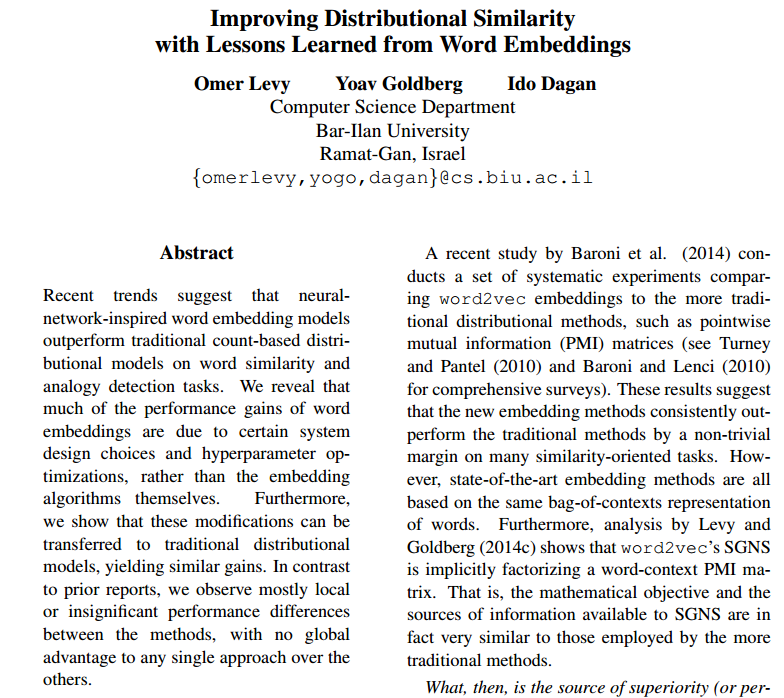 Improving Distributional Similarity
with Lessons Learned from Word Embeddings
Omer Levy Yoav Goldberg Ido Dagan
Computer Science Department
Bar-Ilan University
Ramat-Gan, Israel
{omerlevy,yogo,dagan}@cs.biu.ac.il
Abstract
Recent trends suggest that neural-
network-inspired word embedding models
outperform traditional count-based distri-
butional models on word similarity and
analogy detection tasks. We reveal that
much of the performance gains of word
embeddings are due to certain system
design choices and hyperparameter op-
timizations, rather than the embedding
algorithms themselves. Furthermore,
we show that these modifications can be
transferred to traditional distributional
models, yielding similar gains. In contrast
to prior reports, we observe mostly local
or insignificant performance differences
between the methods, with no global
advantage to any single approach over the
others.
A recent study by Baroni et al. (2014) con-
ducts a set of systematic experiments compar-
ing word2vec embeddings to the more tradi-
tional distributional methods, such as pointwise
mutual information (PMI) matrices (see Turney
and Pantel (2010) and Baroni and Lenci (2010)
for comprehensive surveys). These results suggest
that the new embedding methods consistently out-
perform the traditional methods by a non-trivial
margin on many similarity-oriented tasks. How-
ever, state-of-the-art embedding methods are all
based on the same bag-of-contexts representation
of words. Furthermore, analysis by Levy and
Goldberg (2014c) shows that word2vec's SGNS
is implicitly factorizing a word-context PMI ma-
trix. That is, the mathematical objective and the
sources of information available to SGNS are in
fact very similar to those employed by the more
traditional methods.
What, then, is the source of superiority (or per-